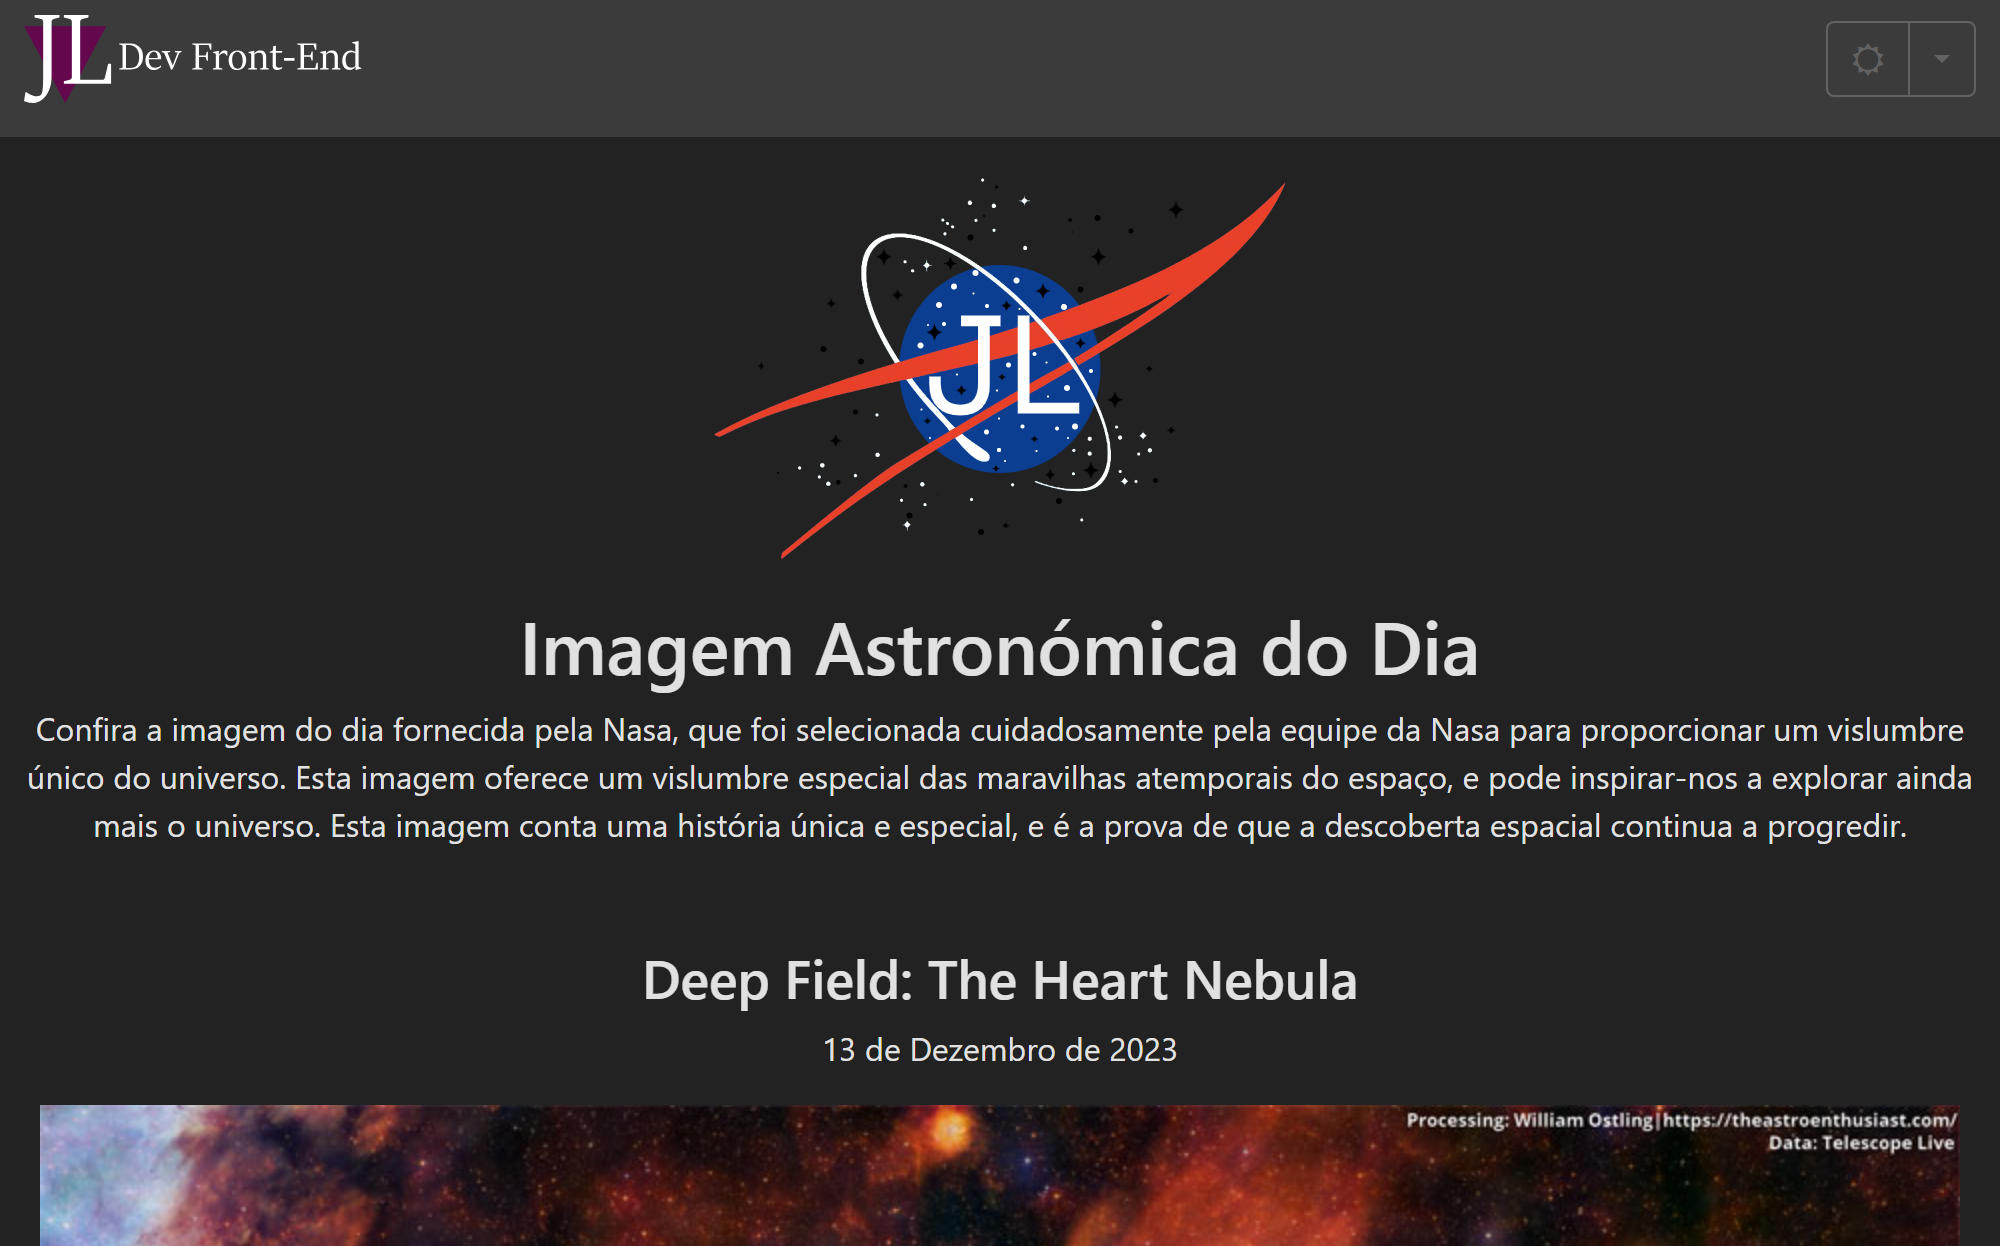 JL Dev Front-End
JL
Imagem Astronómica do Dia
Confira a imagem do dia fornecida pela Nasa, que foi selecionada cuidadosamente pela equipe da Nasa para proporcionar um vislumbre
único do universo. Esta imagem oferece um vislumbre especial das maravilhas atemporais do espaço, e pode inspirar-nos a explorar ainda
mais o universo. Esta imagem conta uma história única e especial, e é a prova de que a descoberta espacial continua a progredir.
Deep Field: The Heart Nebula
13 de Dezembro de 2023
Processing: William Ostling|https://theastroenthusiast.com/
Data: Telescope Live